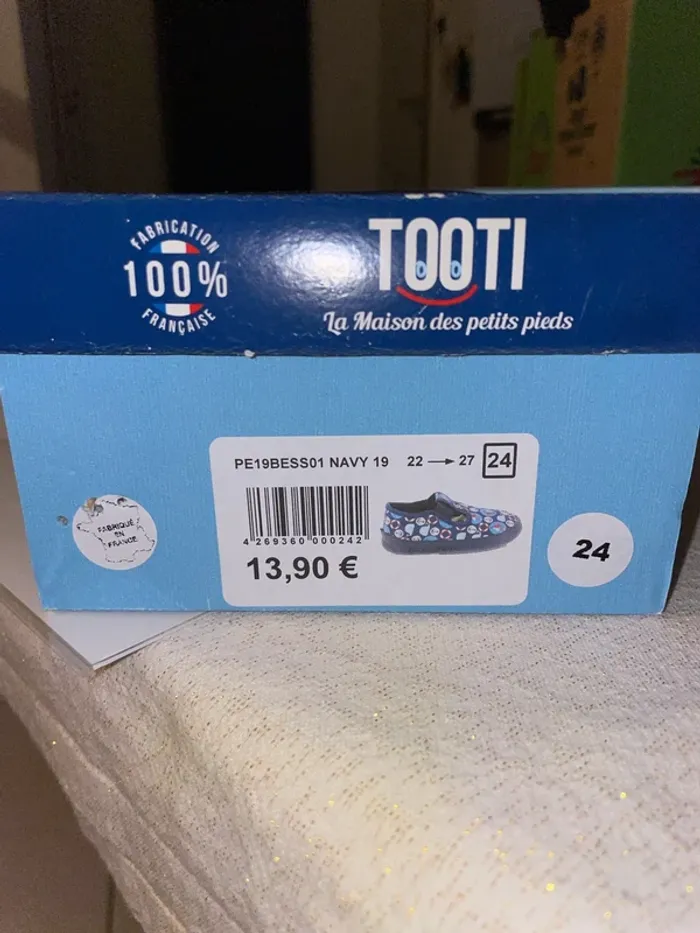 FABRICATION
100%
FRANÇAISE
TOOTI
La Maison des petits pieds
PE19BESS01 NAVY 19 22 → 27 24
4 269360 000242
13,90 €
FABRIQUÉ
EN
FRANCE
24